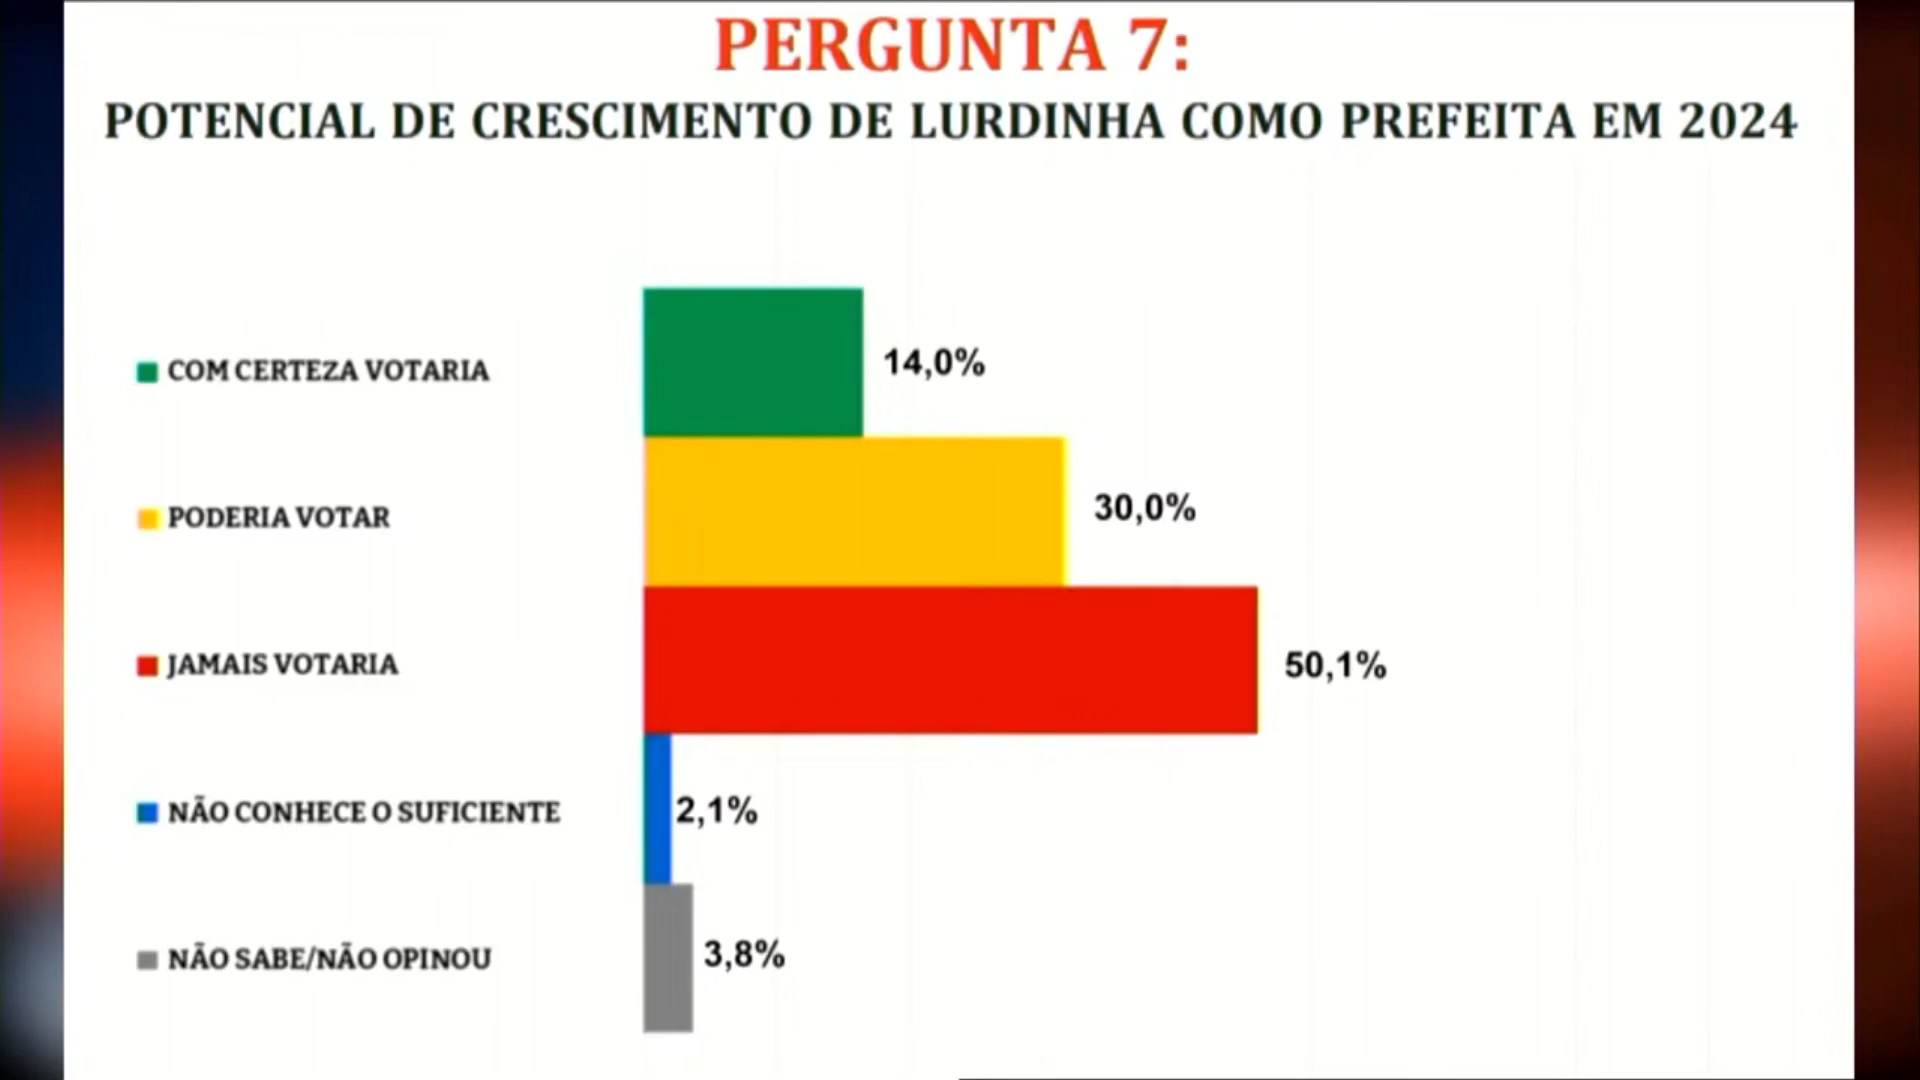 PERGUNTA 7:
POTENCIAL DE CRESCIMENTO DE LURDINHA COMO PREFEITA EM 2024
COM CERTEZA VOTARIA
14,0%
PODERIA VOTAR
30,0%
JAMAIS VOTARIA
50,1%
NÃO CONHECE O SUFICIENTE
2,1%
NÃO SABE/NÃO OPINOU
3,8%